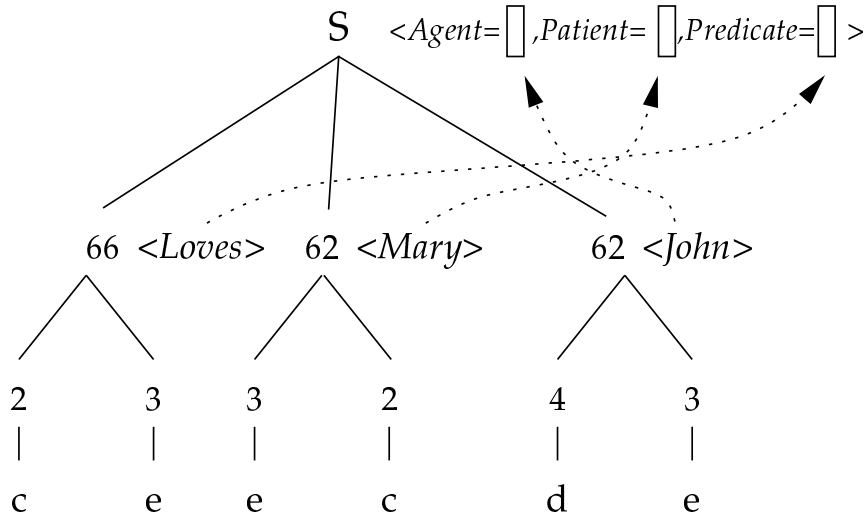 S <Agent= ,Patient= ,Predicate= >
66 <Loves> 62 <Mary> 62 <John>
2 3 3 2 4 3
c e e c d e